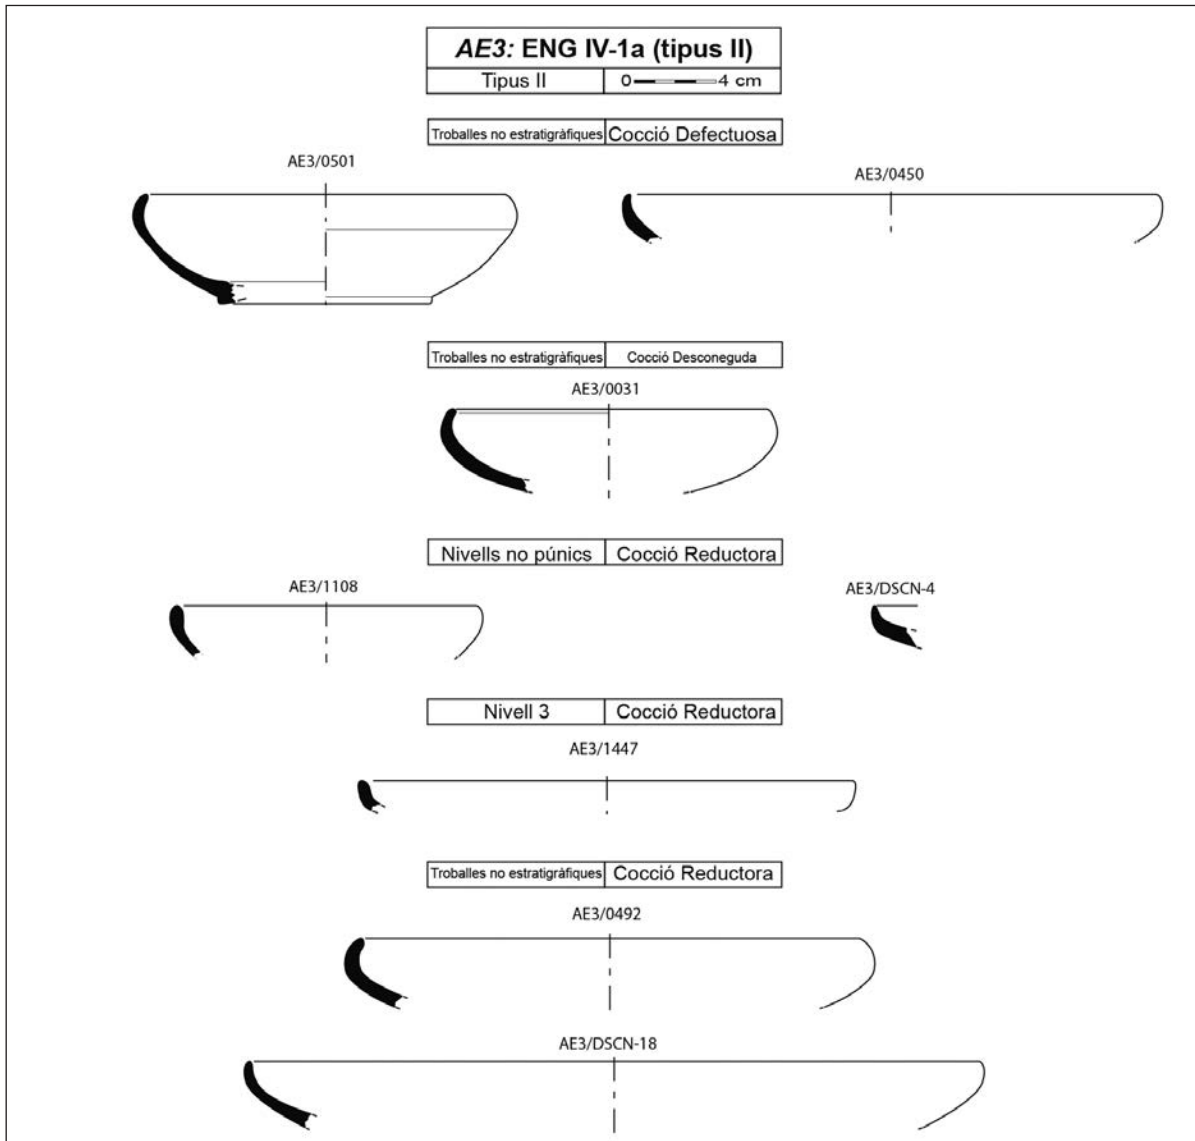 AE3: ENG IV-1a (tipus II)
Tipus II 0 4 cm
Troballes no estratigràfiques Cocció Defectuosa
AE3/0501
AE3/0450
Troballes no estratigràfiques Cocció Desconeguda
AE3/0031
Nivells no púnics Cocció Reductora
AE3/1108
AE3/DSCN-4
Nivell 3 Cocció Reductora
AE3/1447
Troballes no estratigràfiques Cocció Reductora
AE3/0492
AE3/DSCN-18